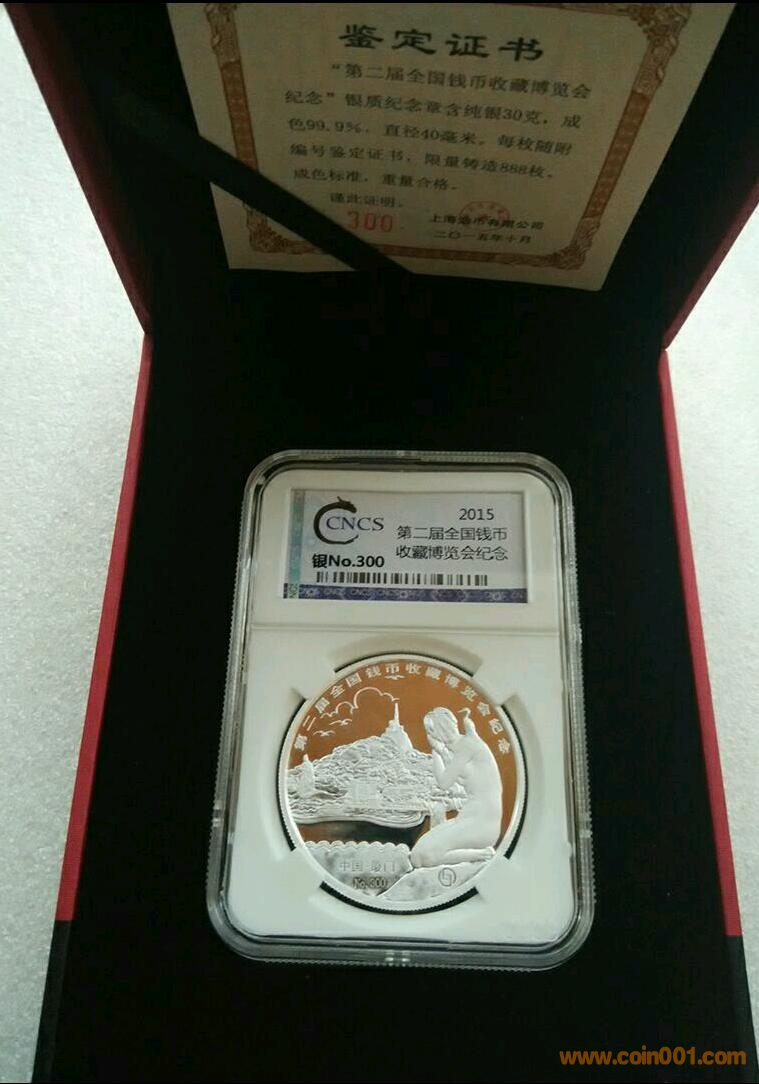 鉴定证书
“第二届全国钱币收藏博览会
纪念”银质纪念章含纯银30克，成
色99.9%，直径40毫米。每枚随附
编号鉴定证书，限量铸造888枚。
成色标准，重量合格。
谨此证明。
300
上海造币有限公司
二〇一五年十月
CNCS
2015
第二届全国钱币
收藏博览会纪念
银No.300
CNCS CNCS CNCS CNCS CNCS
第二届全国钱币收藏博览会纪念
中国·厦门
No.300
www.coin001.com